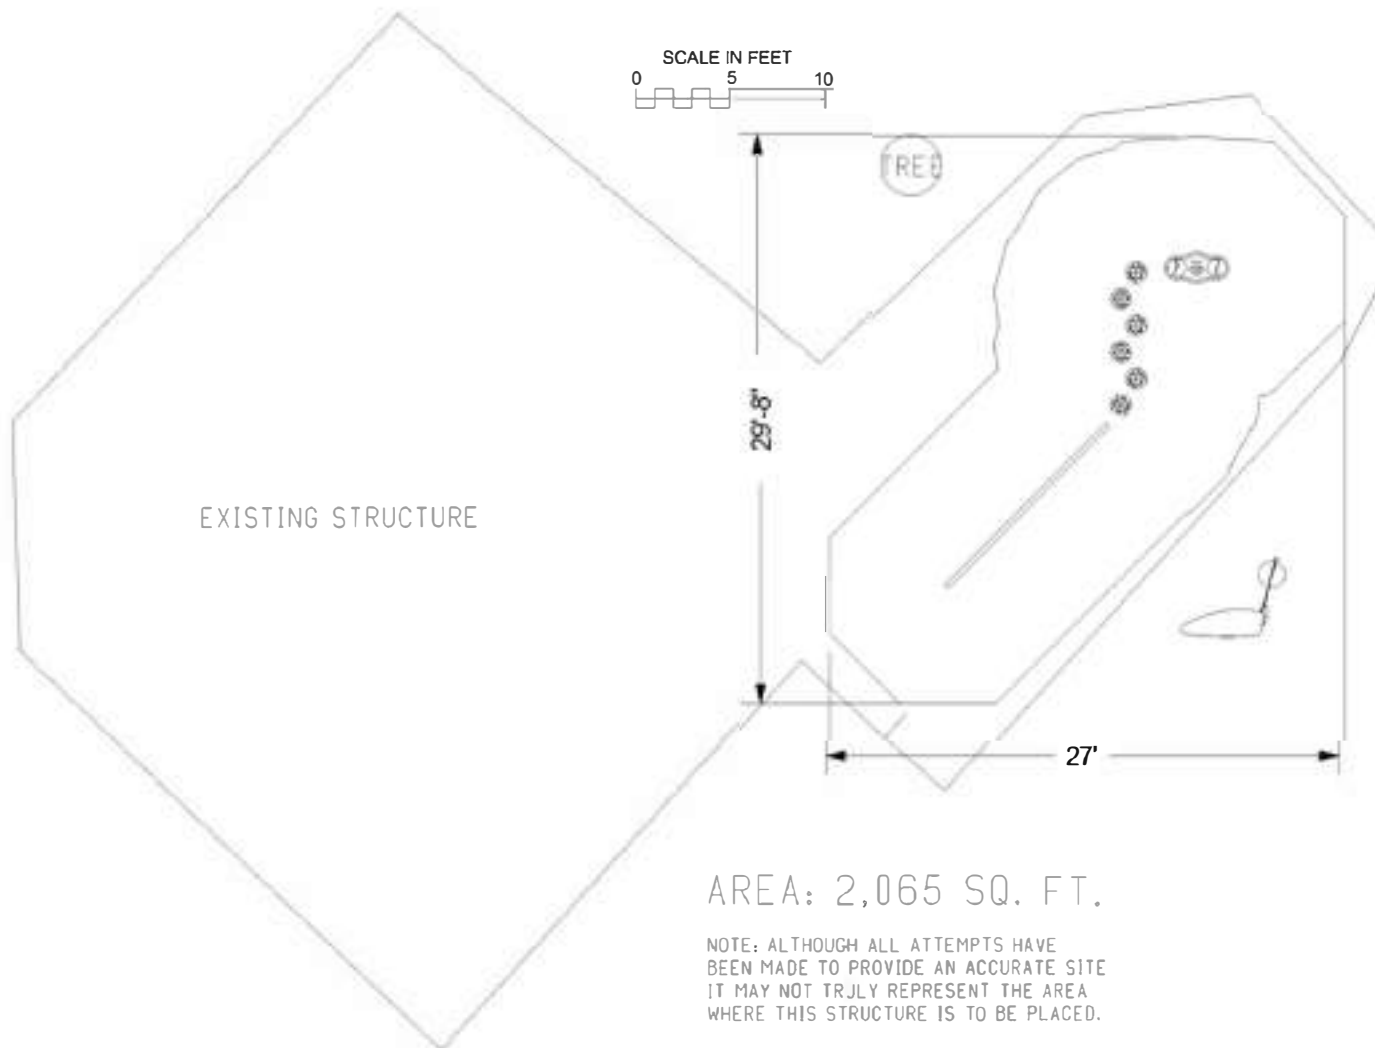 SCALE IN FEET
0 5 10
TREE
29'-8"
EXISTING STRUCTURE
27'
AREA: 2,065 SQ. FT.
NOTE: ALTHOUGH ALL ATTEMPTS HAVE
BEEN MADE TO PROVIDE AN ACCURATE SITE
IT MAY NOT TRJLY REPRESENT THE AREA
WHERE THIS STRUCTURE IS TO BE PLACED.